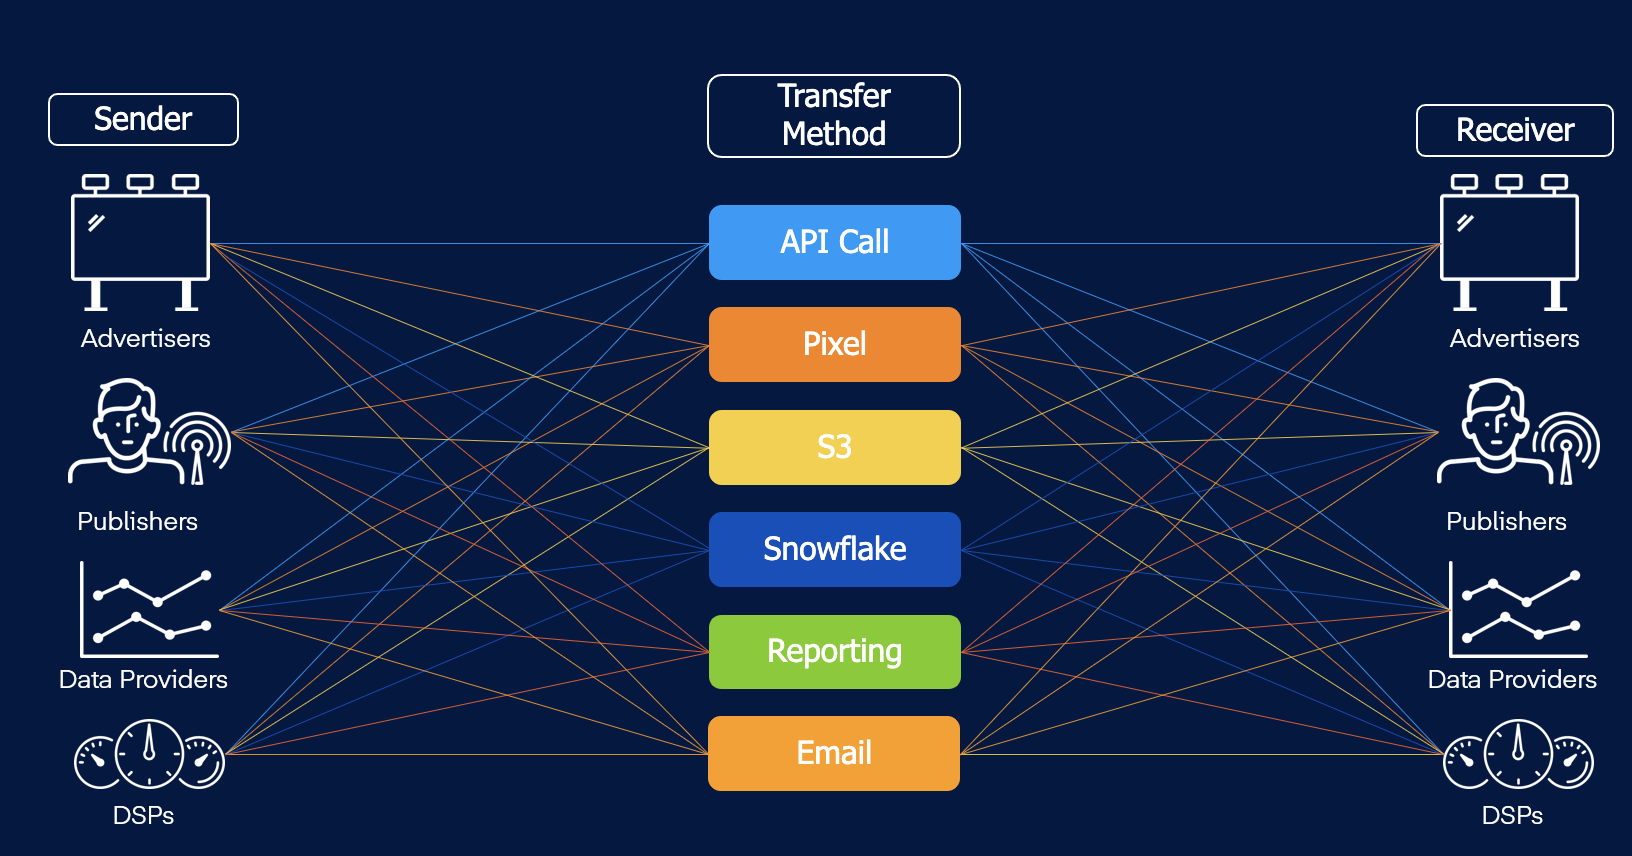 Sender
Transfer
Method
Receiver
Advertisers
Publishers
Data Providers
DSPs
API Call
Pixel
S3
Snowflake
Reporting
Email
Advertisers
Publishers
Data Providers
DSPs